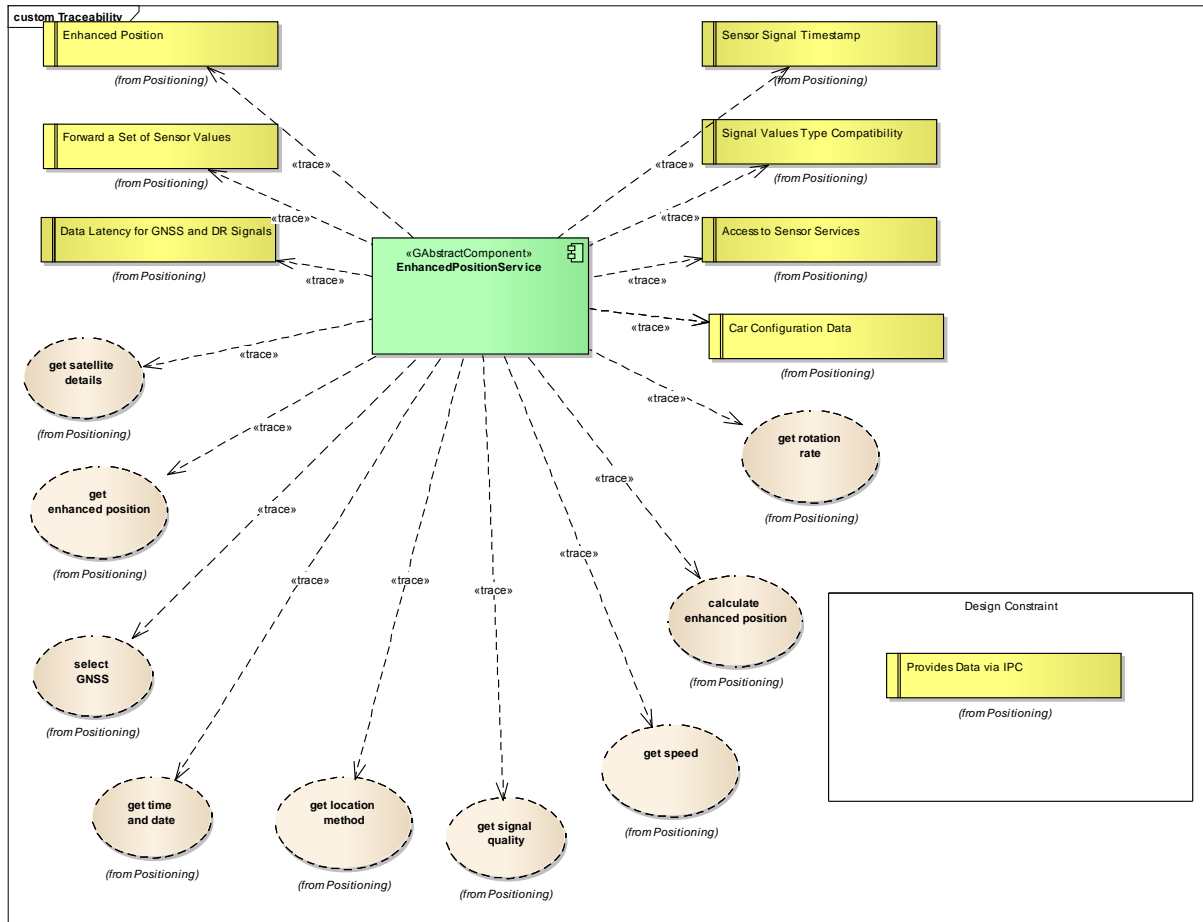 custom Traceability
Enhanced Position
(from Positioning)
Sensor Signal Timestamp
(from Positioning)
Forward a Set of Sensor Values
(from Positioning)
Signal Values Type Compatibility
(from Positioning)
«trace»
«trace»
Data Latency for GNSS and DR Signals
(from Positioning)
«trace»
«trace»
Access to Sensor Services
(from Positioning)
«GAbstractComponent»
EnhancedPositionService
«trace»
«trace»
Car Configuration Data
(from Positioning)
«trace»
«trace»
get satellite
details
(from Positioning)
«trace»
get rotation
rate
(from Positioning)
«trace»
get
enhanced position
(from Positioning)
«trace»
«trace»
select
GNSS
(from Positioning)
«trace»
«trace»
«trace»
«trace»
calculate
enhanced position
(from Positioning)
Design Constraint
Provides Data via IPC
(from Positioning)
get time
and date
(from Positioning)
get location
method
(from Positioning)
get signal
quality
(from Positioning)
get speed
(from Positioning)